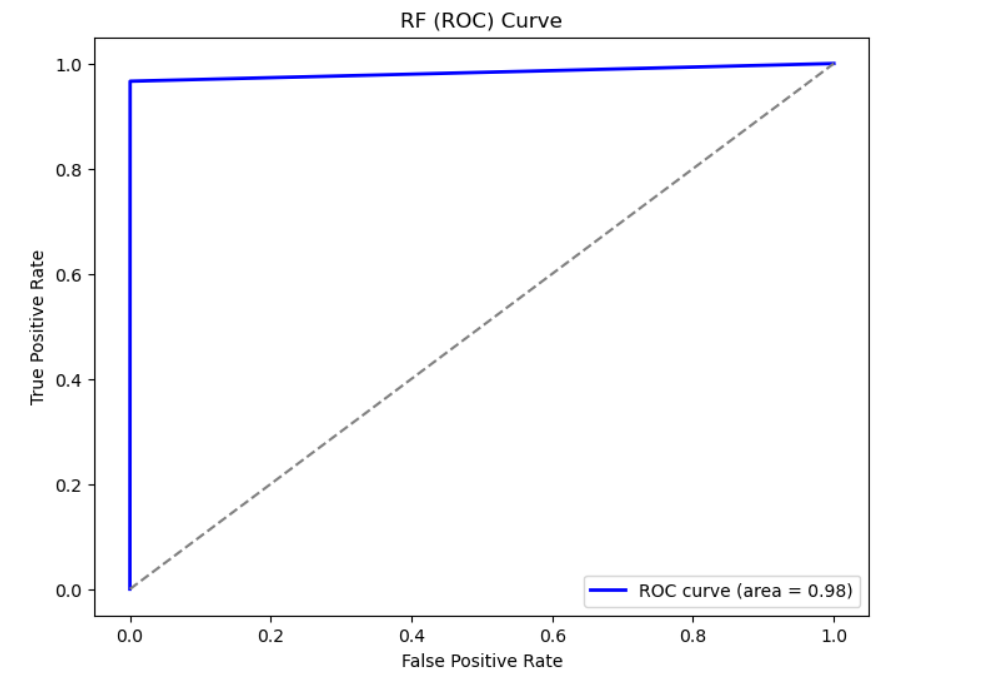 RF (ROC) Curve
1.0
0.8
0.6
0.4
0.2
0.0
True Positive Rate
ROC curve (area = 0.98)
0.0 0.2 0.4 0.6 0.8 1.0
False Positive Rate